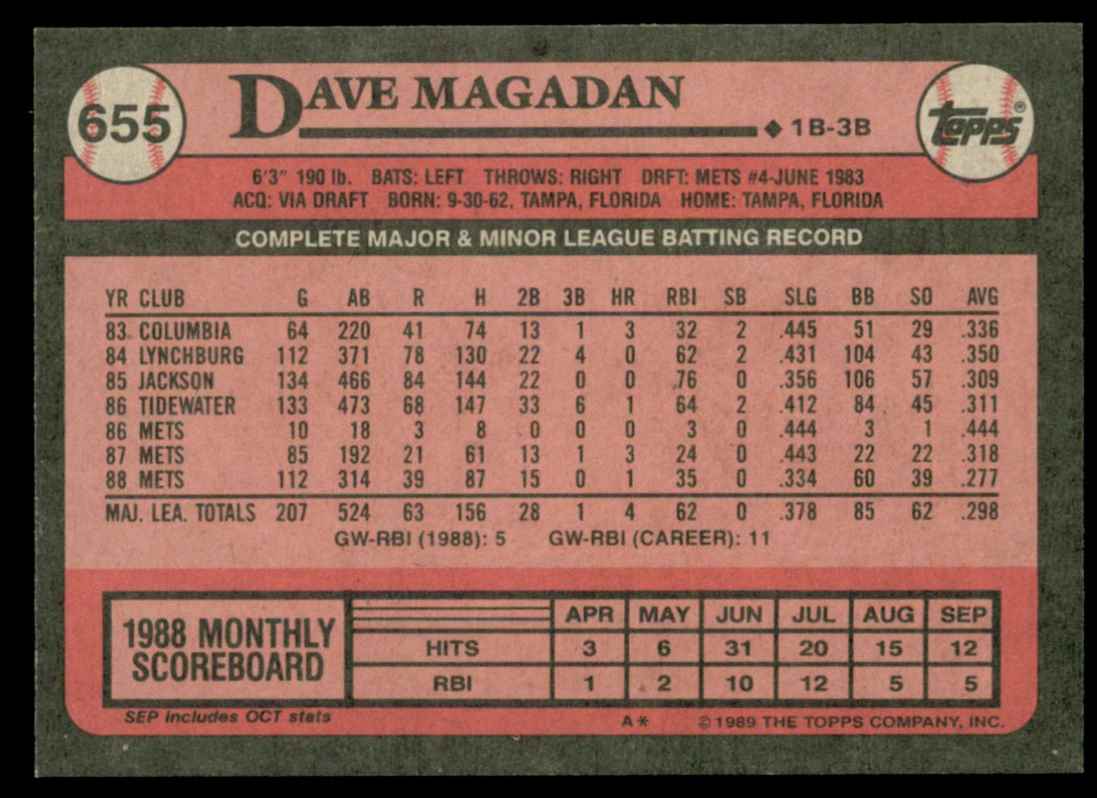 655
DAVE MAGADAN
◆ 1B-3B
TOPPS®
6'3" 190 lb. BATS: LEFT THROWS: RIGHT DRFT: METS #4-JUNE 1983
ACQ: VIA DRAFT BORN: 9-30-62, TAMPA, FLORIDA HOME: TAMPA, FLORIDA
COMPLETE MAJOR & MINOR LEAGUE BATTING RECORD
YR CLUB G AB R H 2B 3B HR RBI SB SLG BB SO AVG
83 COLUMBIA 64 220 41 74 13 1 3 32 2 .445 51 29 .336
84 LYNCHBURG 112 371 78 130 22 4 0 62 2 .431 104 43 .350
85 JACKSON 134 466 84 144 22 0 0 76 0 .356 106 57 .309
86 TIDEWATER 133 473 68 147 33 6 1 64 2 .412 84 45 .311
86 METS 10 18 3 8 0 0 0 3 0 .444 3 1 .444
87 METS 85 192 21 61 13 1 3 24 0 .443 22 22 .318
88 METS 112 314 39 87 15 0 1 35 0 .334 60 39 .277
MAJ. LEA. TOTALS 207 524 63 156 28 1 4 62 0 .378 85 62 .298
GW-RBI (1988): 5 GW-RBI (CAREER): 11
1988 MONTHLY
SCOREBOARD
APR MAY JUN JUL AUG SEP
HITS 3 6 31 20 15 12
RBI 1 2 10 12 5 5
SEP includes OCT stats
A* © 1989 THE TOPPS COMPANY, INC.